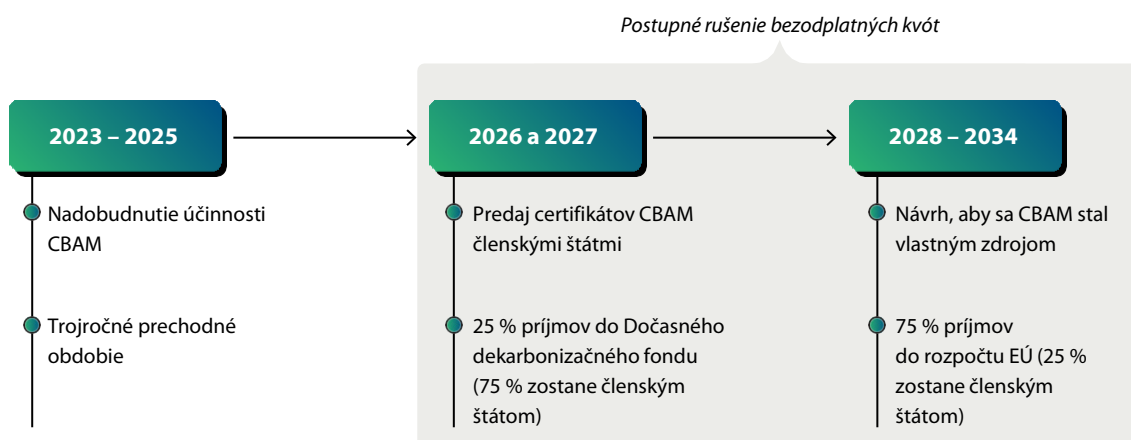 Postupné rušenie bezodplatných kvót
2023 – 2025
Nadobudnutie účinnosti
CBAM
Trojročné prechodné
obdobie
2026 a 2027
Predaj certifikátov CBAM
členskými štátmi
25 % príjmov do Dočasného
dekarbonizačného fondu
(75 % zostane členským
štátom)
2028 – 2034
Návrh, aby sa CBAM stal
vlastným zdrojom
75 % príjmov
do rozpočtu EÚ (25 %
zostane členským
štátom)